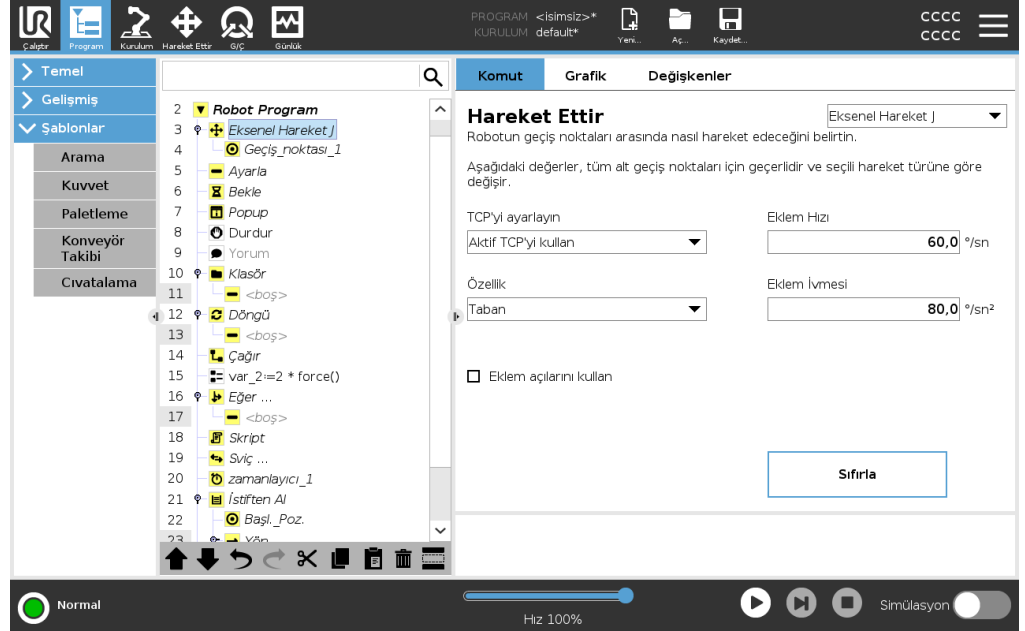 UR
PROGRAM <isimsiz>*
KURULUM default*
CCCC
CCCC
Çalıştır Program Kurulum Hareket Ettir G/Ç Günlük Yeni... Aç... Kaydet...
Temel
Gelişmiş
Şablonlar
Arama
Kuvvet
Paletleme
Konveyör
Takibi
Cıvatalama
2 Robot Program
3 Eksenel Hareket J
4 Geçiş_noktası_1
5 Ayarla
6 Bekle
7 Popup
8 Durdur
9 Yorum
10 Klasör
11 <boş>
12 Döngü
13 <boş>
14 Çağır
15 var_2:=2 * force()
16 Eğer ...
17 <boş>
18 Skript
19 Sviç ...
20 zamanlayıcı_1
21 İstiften Al
22 Başl._Poz.
23 Yön
Komut Grafik Değişkenler
Hareket Ettir
Eksenel Hareket J
Robotun geçiş noktaları arasında nasıl hareket edeceğini belirtin.
Aşağıdaki değerler, tüm alt geçiş noktaları için geçerlidir ve seçili hareket türüne göre
değişir.
TCP'yi ayarlayın
Aktif TCP'yi kullan
Eklem Hızı
60,0 °/sn
Özellik
Taban
Eklem İvmesi
80,0 °/sn²
Eklem açılarını kullan
Sıfırla
Normal
Hız 100%
Simülasyon